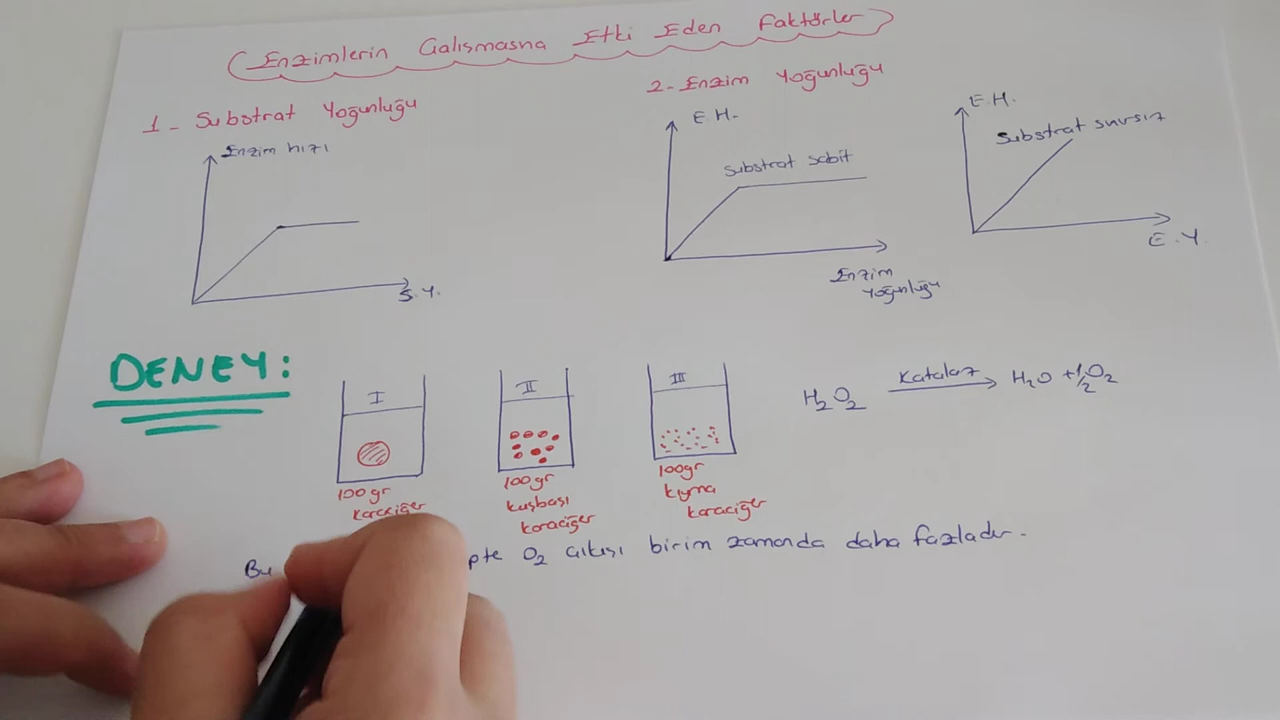 Enzimlerin Çalışmasına Etki Eden Faktörler
1- Substrat Yoğunluğu
Enzim hızı
S.Y.
2- Enzim Yoğunluğu
E.H.
Substrat sabit
Enzim
Yoğunluğu
E.H.
Substrat sınırsız
E.Y.
DENEY:
I
100gr
karaciğer
II
100gr
kuşbaşı
karaciğer
III
100gr
kıyma
karaciğer
H₂O₂ Katalaz → H₂O + 1/2 O₂
O₂ çıkışı birim zamanda daha fazladır.
Bu